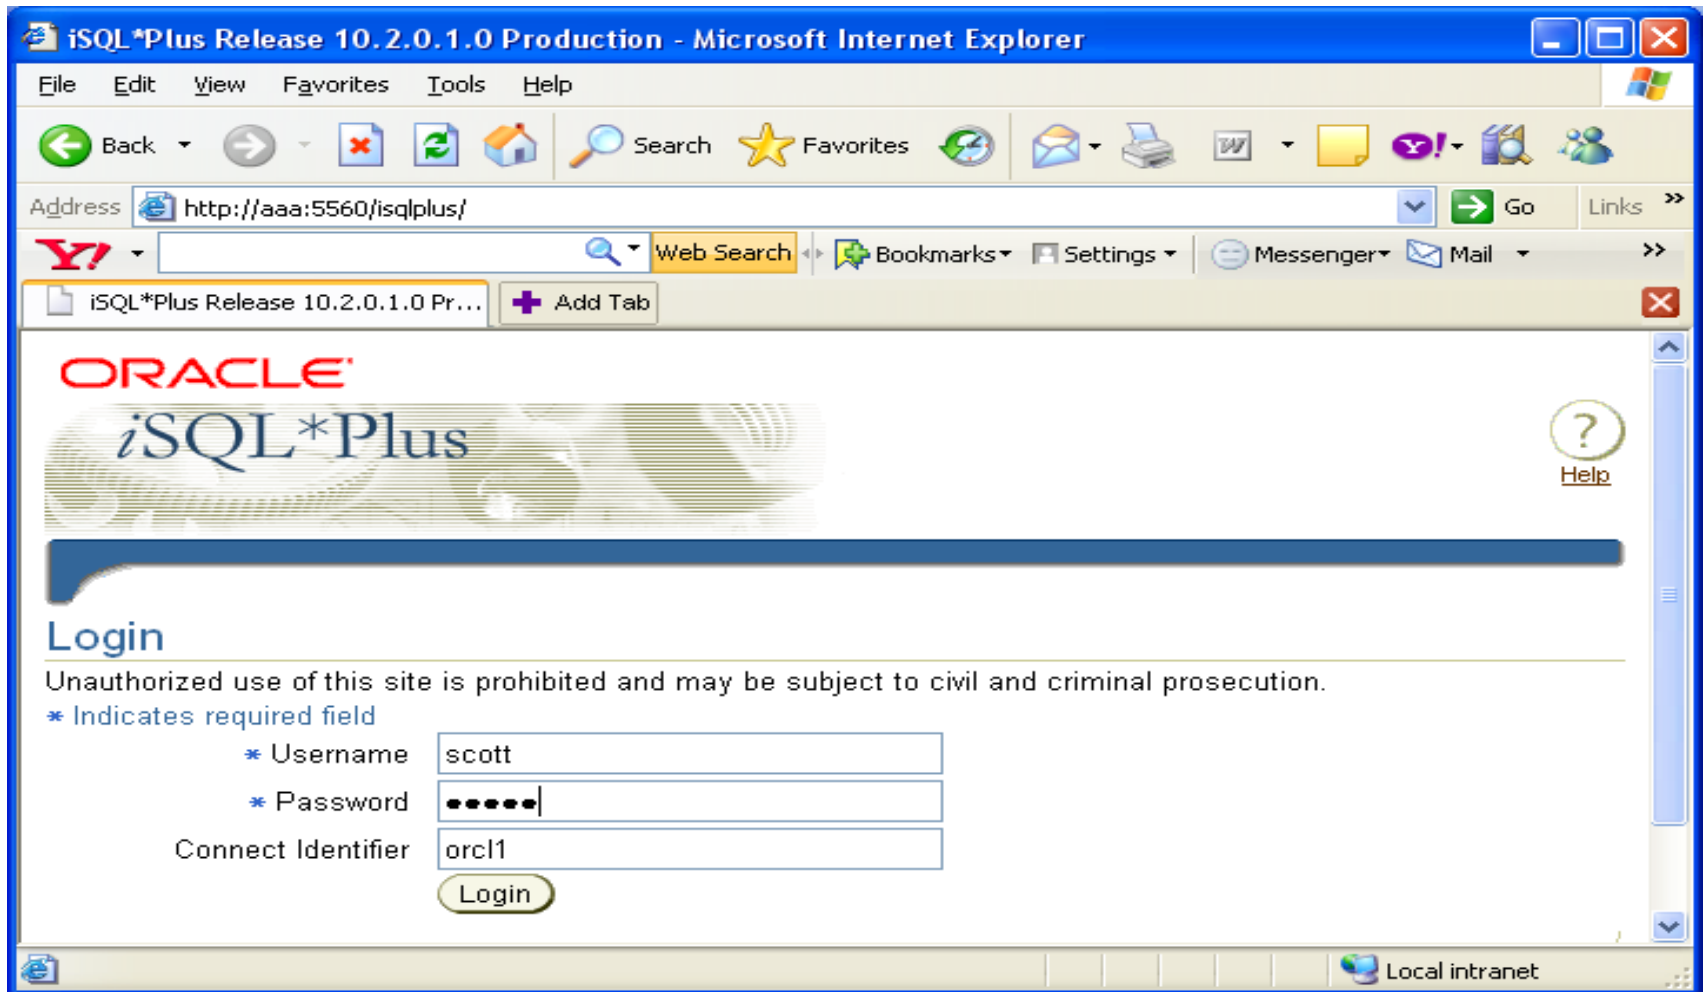 iSQL*Plus Release 10.2.0.1.0 Production - Microsoft Internet Explorer
File Edit View Favorites Tools Help
Back Search Favorites W Y!
Address http://aaa:5560/isqlplus/ Go Links »
Y! Web Search Bookmarks Settings Messenger Mail »
iSQL*Plus Release 10.2.0.1.0 Pr... Add Tab
ORACLE
iSQL*Plus
?
Help
Login
Unauthorized use of this site is prohibited and may be subject to civil and criminal prosecution.
* Indicates required field
* Username scott
* Password •••••
Connect Identifier orcl1
Login
Local intranet